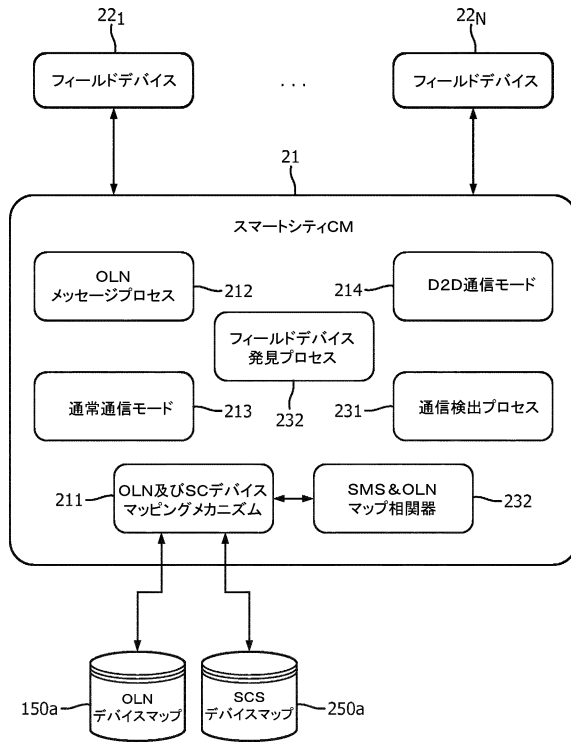 22₁
22N
フィールドデバイス
...
フィールドデバイス
21
スマートシティCM
OLN
メッセージプロセス
212
214
D2D通信モード
フィールドデバイス
発見プロセス
232
通常通信モード
213
231
通信検出プロセス
211
OLN及びSCデバイス
マッピングメカニズム
SMS&OLN
マップ相関器
232
150a
OLN
デバイスマップ
SCS
デバイスマップ
250a